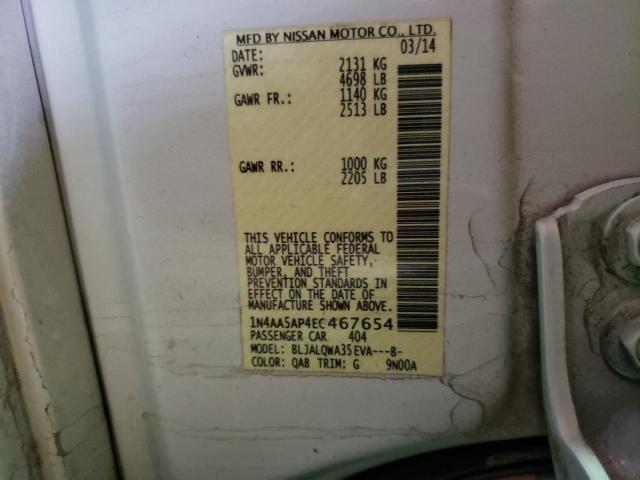 MFD BY NISSAN MOTOR CO., LTD.
DATE: 03/14
GVWR: 2131 KG
4698 LB
GAWR FR.: 1140 KG
2513 LB
GAWR RR.: 1000 KG
2205 LB
THIS VEHICLE CONFORMS TO
ALL APPLICABLE FEDERAL
MOTOR VEHICLE SAFETY,
BUMPER, AND THEFT
PREVENTION STANDARDS IN
EFFECT ON THE DATE OF
MANUFACTURE SHOWN ABOVE.
1N4AA5AP4EC467654
PASSENGER CAR 404
MODEL: BLJALQWA35EVA---B-
COLOR: QAB TRIM: G 9N00A